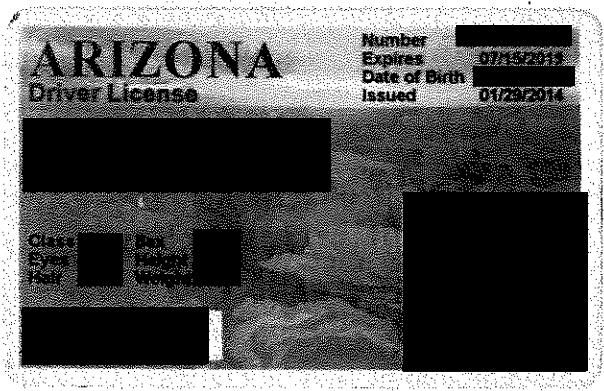 ARIZONA
Driver License
Number
Expires 07/15/2019
Date of Birth
Issued 01/29/2014
Class Sex
Eyes Height
Hair Weight